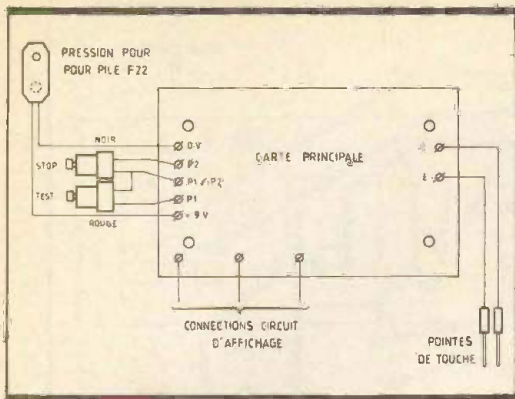 PRESSION POUR
POUR PILE F22
NOIR
STOP
TEST
ROUGE
0V
P2
P1/P2
P1
+ 9 V
CARTE PRINCIPALE
CONNECTIONS CIRCUIT
D'AFFICHAGE
POINTES
DE TOUCHE